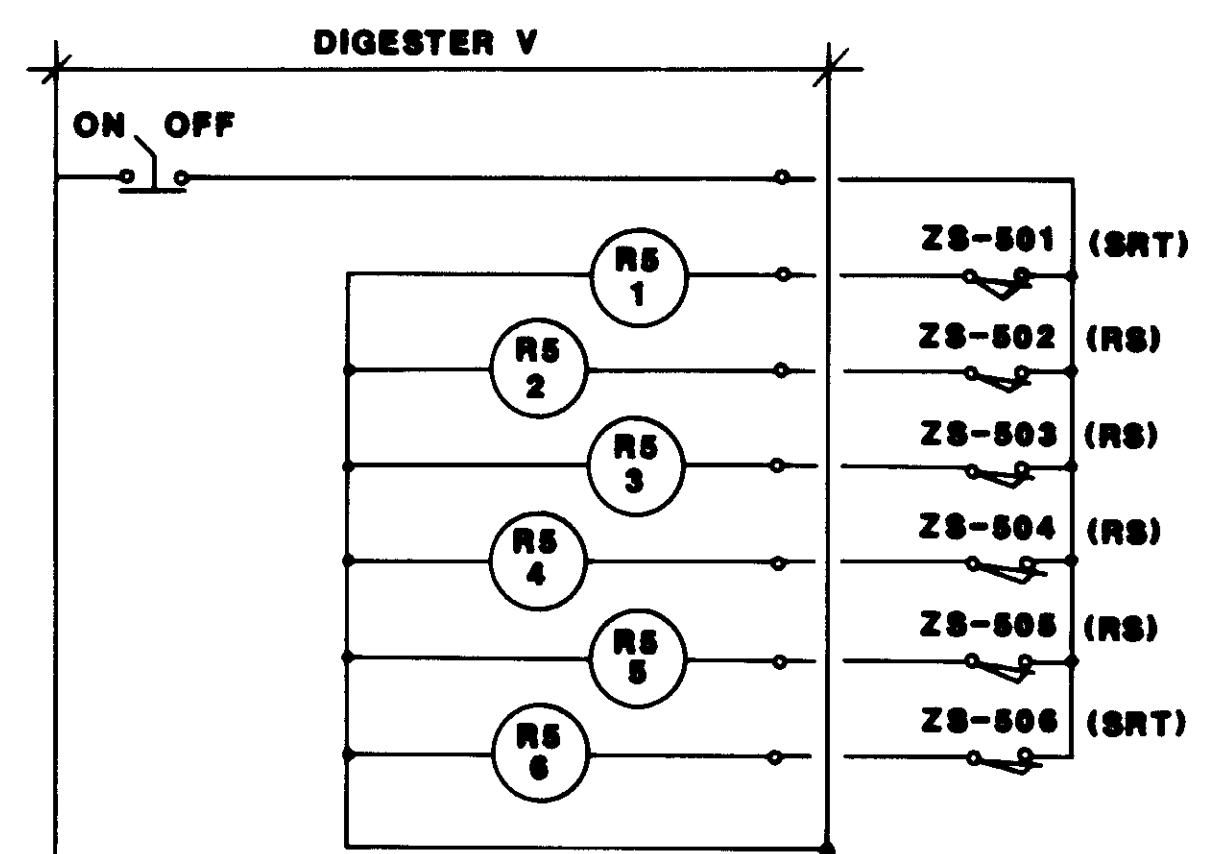 DIGESTER V
ON OFF
ZS-501 (SRT)
R5
1
ZS-502 (RS)
R5
2
ZS-503 (RS)
R5
3
ZS-504 (RS)
R5
4
ZS-505 (RS)
R5
5
ZS-506 (SRT)
R5
6